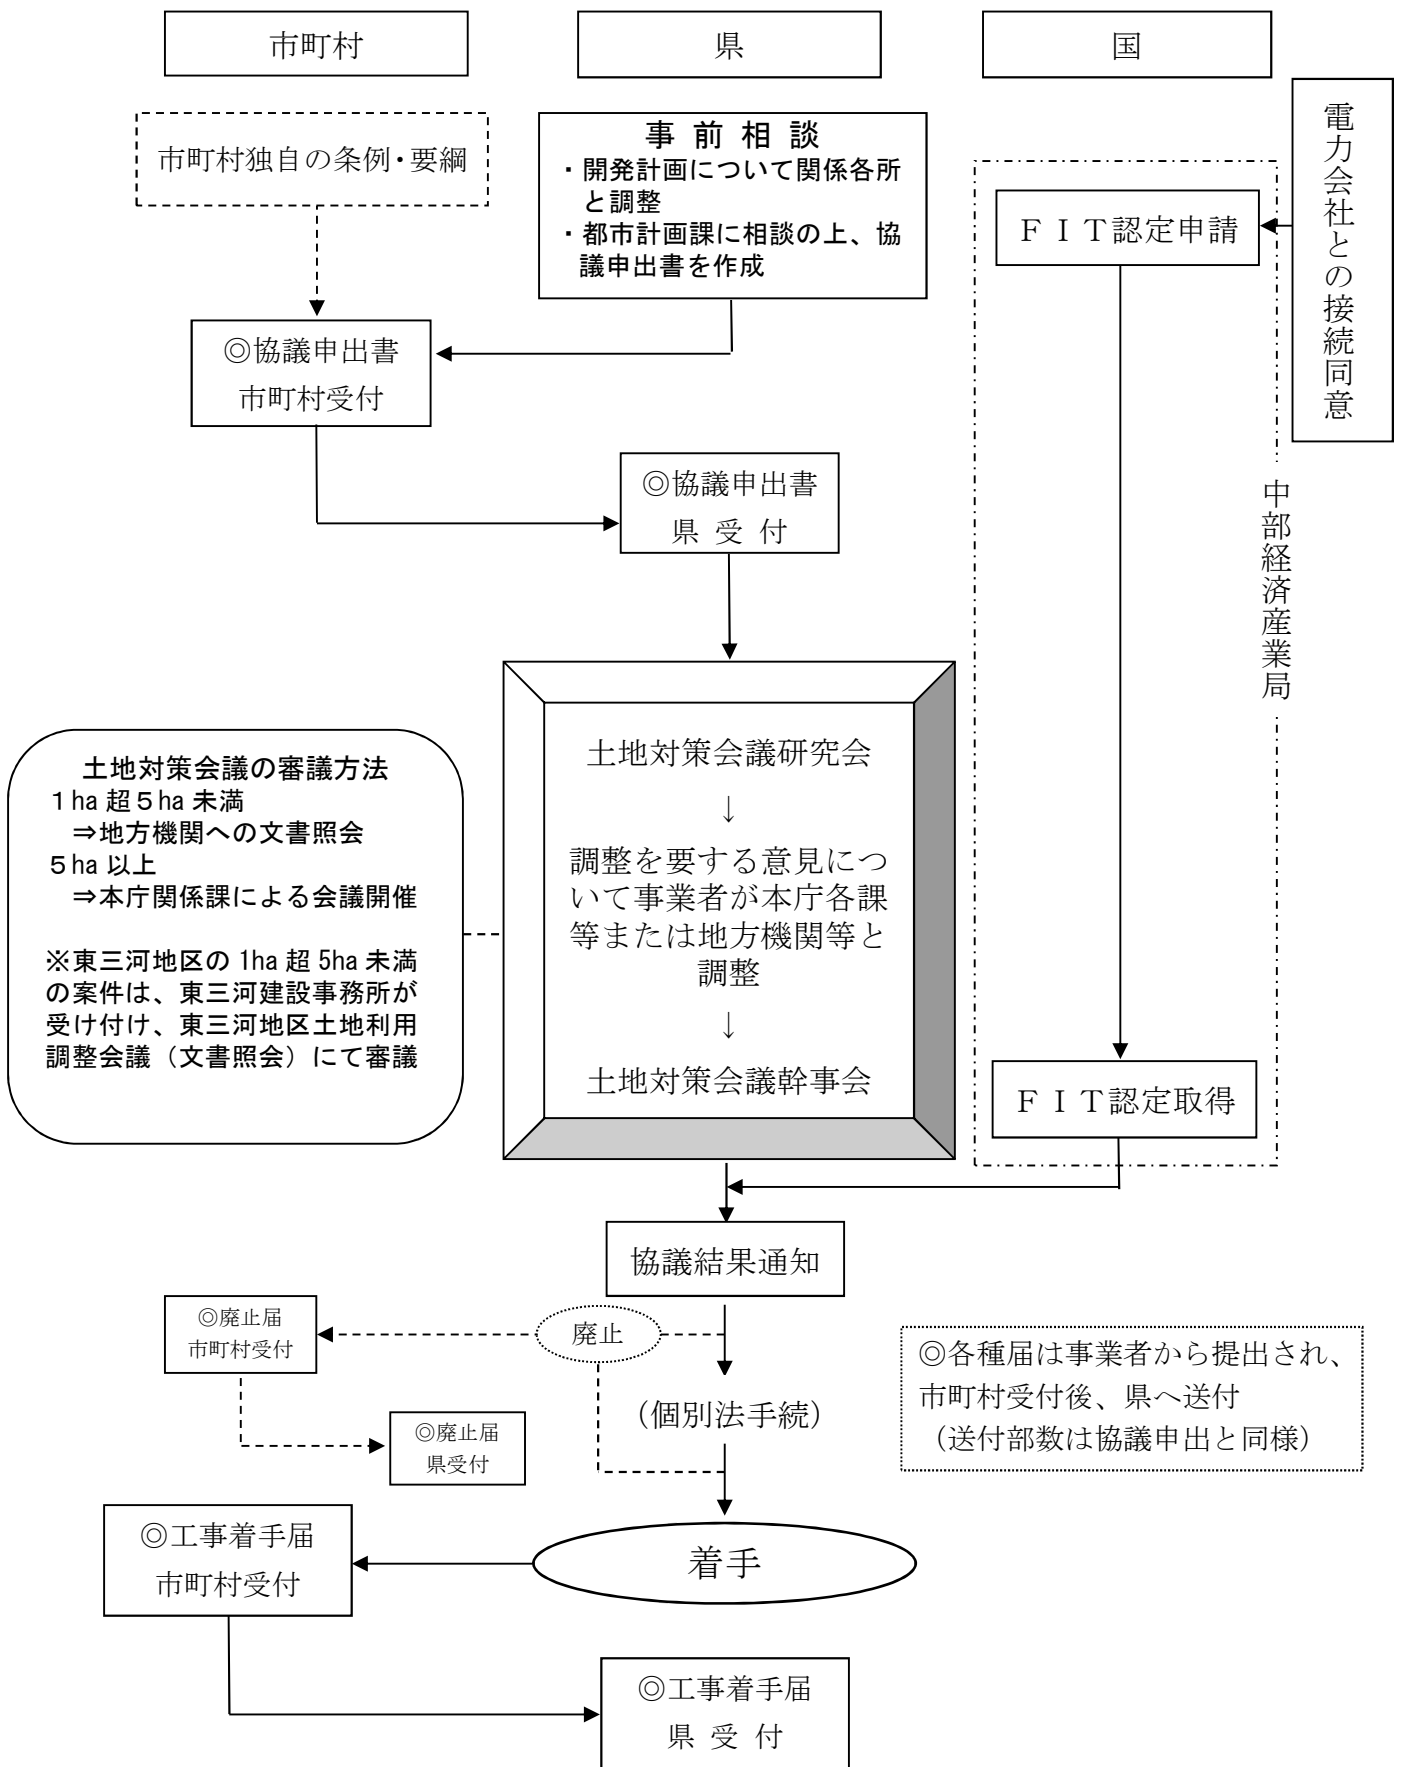 市町村
県
国
市町村独自の条例・要綱
事 前 相 談
・開発計画について関係各所
と調整
・都市計画課に相談の上、協
議申出書を作成
電力会社との接続同意
ＦＩＴ認定申請
◎協議申出書
市町村受付
◎協議申出書
県 受 付
中部経済産業局
土地対策会議研究会
↓
調整を要する意見につ
いて事業者が本庁各課
等または地方機関等と
調整
↓
土地対策会議幹事会
土地対策会議の審議方法
１ha 超５ha 未満
⇒地方機関への文書照会
５ha 以上
⇒本庁関係課による会議開催
※東三河地区の 1ha 超 5ha 未満
の案件は、東三河建設事務所が
受け付け、東三河地区土地利用
調整会議（文書照会）にて審議
ＦＩＴ認定取得
協議結果通知
◎廃止届
市町村受付
廃止
◎各種届は事業者から提出され、
市町村受付後、県へ送付
（送付部数は協議申出と同様）
（個別法手続）
◎廃止届
県受付
◎工事着手届
市町村受付
着手
◎工事着手届
県 受 付